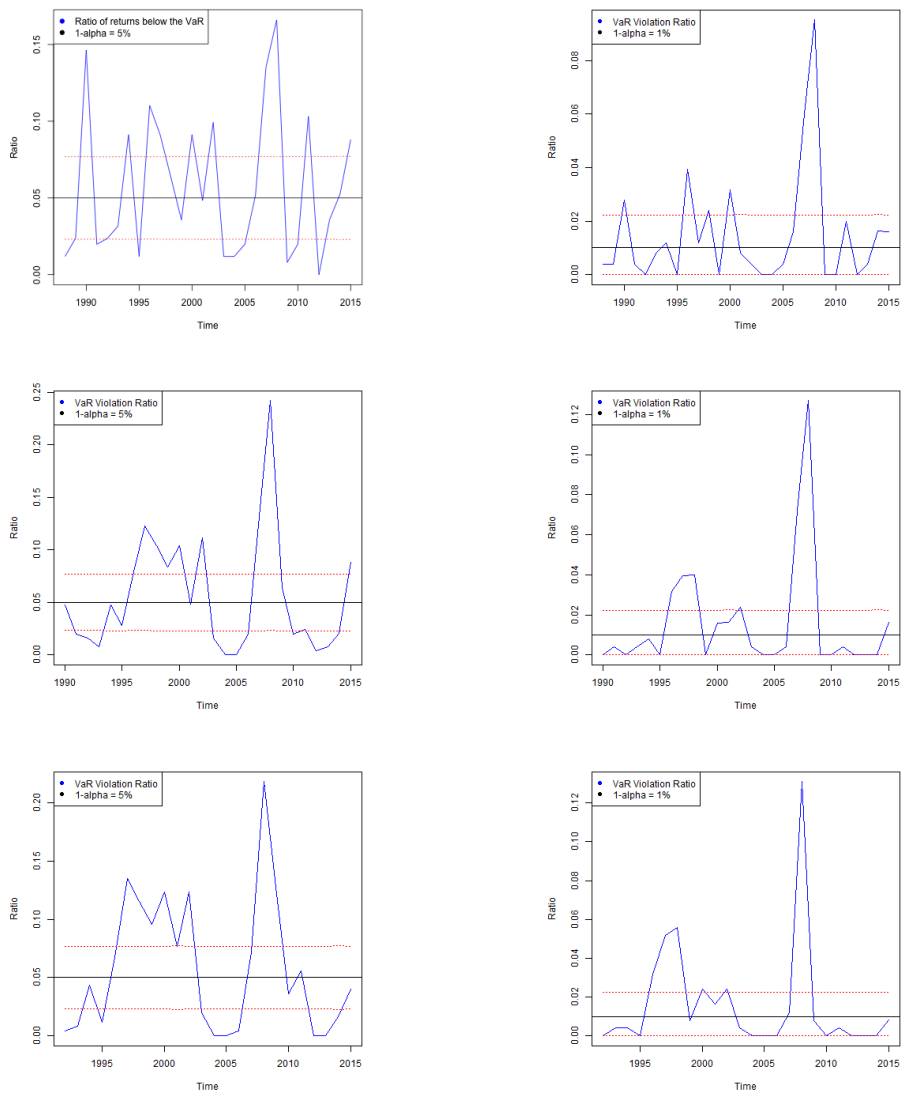 Ratio of returns below the VaR
1-alpha = 5%
Ratio
0.00 0.05 0.10 0.15
1990 1995 2000 2005 2010 2015
Time
VaR Violation Ratio
1-alpha = 1%
Ratio
0.00 0.02 0.04 0.06 0.08
1990 1995 2000 2005 2010 2015
Time
VaR Violation Ratio
1-alpha = 5%
Ratio
0.00 0.05 0.10 0.15 0.20 0.25
1990 1995 2000 2005 2010 2015
Time
VaR Violation Ratio
1-alpha = 1%
Ratio
0.00 0.02 0.04 0.06 0.08 0.10 0.12
1990 1995 2000 2005 2010 2015
Time
VaR Violation Ratio
1-alpha = 5%
Ratio
0.00 0.05 0.10 0.15 0.20
1995 2000 2005 2010 2015
Time
VaR Violation Ratio
1-alpha = 1%
Ratio
0.00 0.02 0.04 0.06 0.08 0.10 0.12
1995 2000 2005 2010 2015
Time